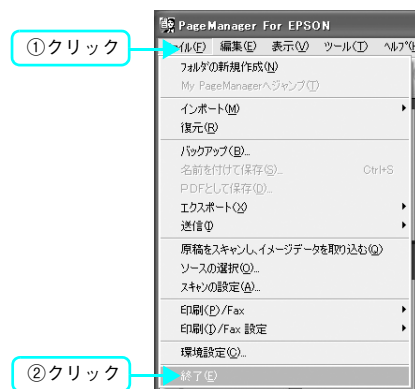 PageManager For EPSON
①クリック
イル(F) 編集(E) 表示(V) ツール(T) ヘルプ(H
フォルダの新規作成(N)
My PageManagerへジャンプ(T)
インポート(M)
復元(R)
バックアップ(B)...
名前を付けて保存(S)... Ctrl+S
PDFとして保存(D)...
エクスポート(X)
送信(I)
原稿をスキャンし、イメージデータを取り込む(Q)
ソースの選択(O)...
スキャンの設定(A)...
印刷(P)/Fax
印刷(I)/Fax 設定
環境設定(C)...
②クリック
終了(E)